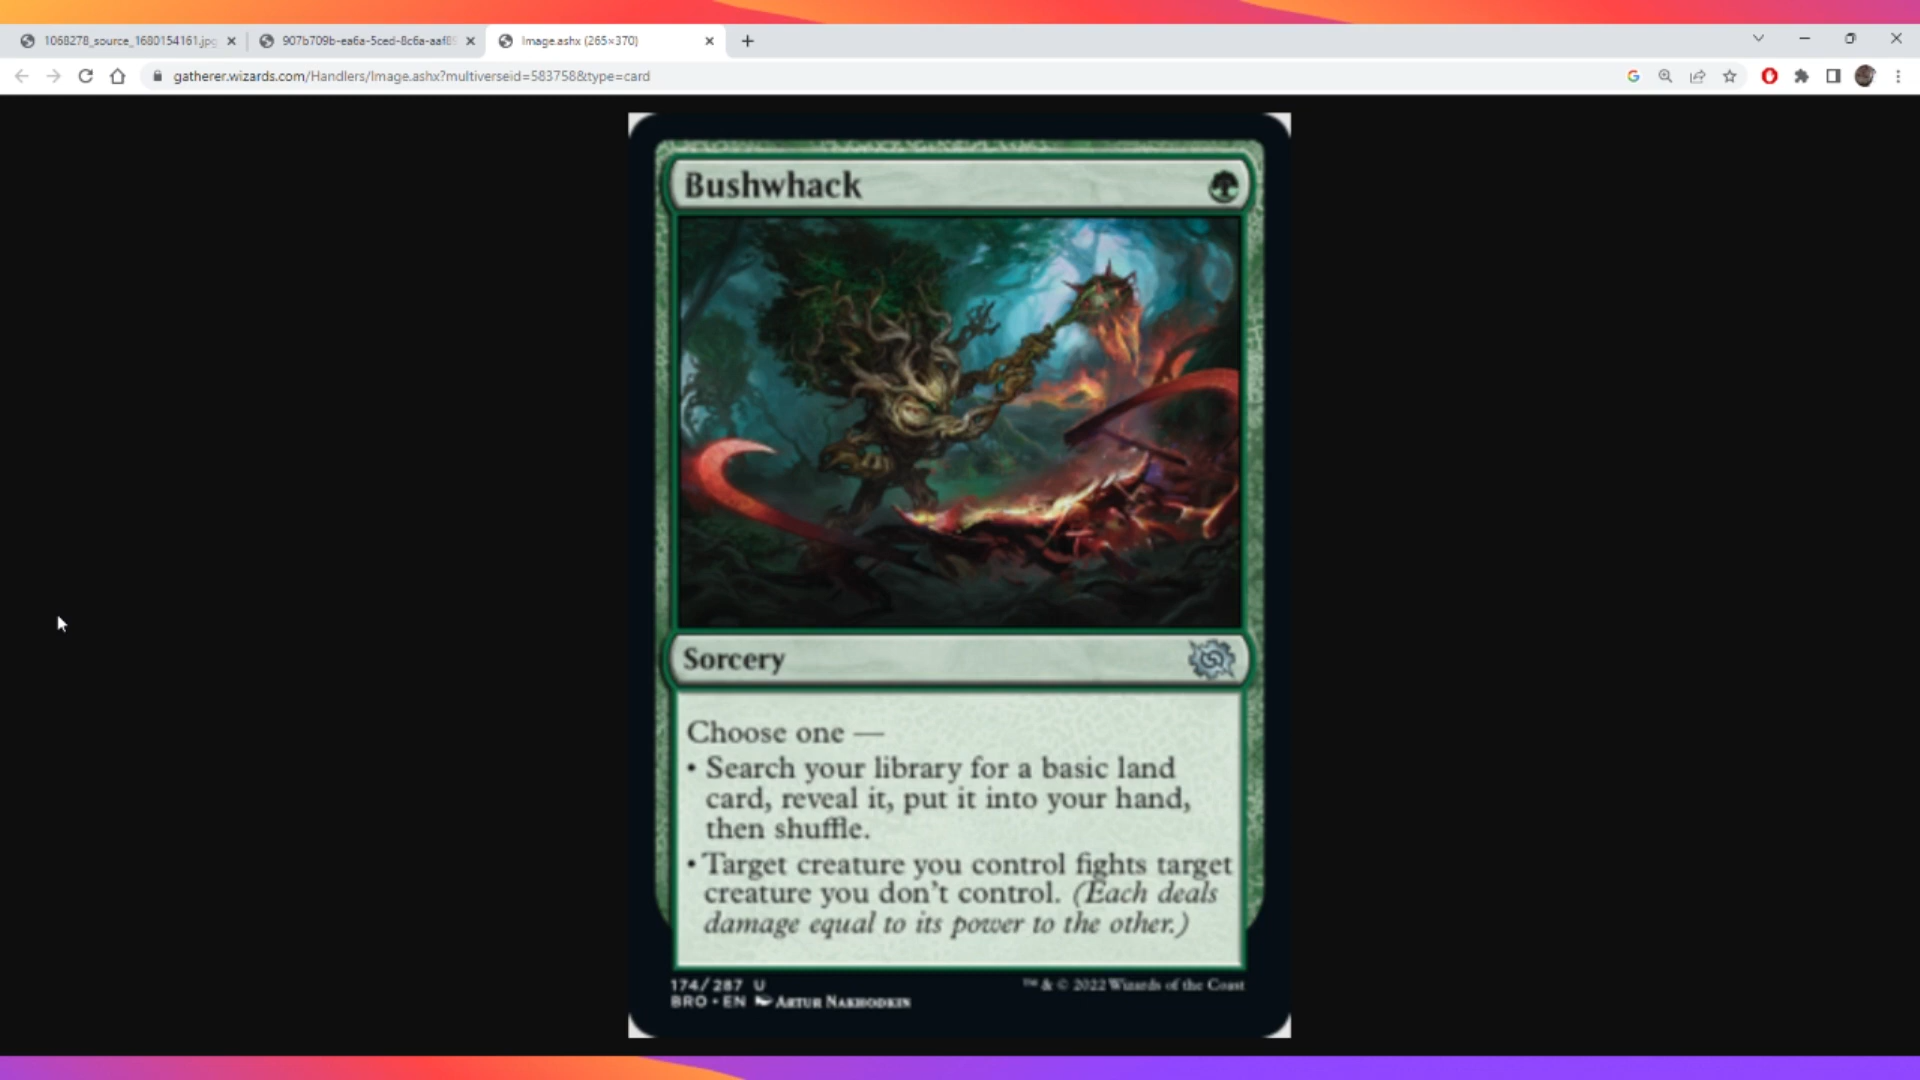 1068278_source_1680154161.jpg
907b709b-ea6a-5ced-8c6a-aaf8
Image.ashx (265×370)
gatherer.wizards.com/Handlers/Image.ashx?multiverseid=583758&type=card
Bushwhack
Sorcery
Choose one —
• Search your library for a basic land
card, reveal it, put it into your hand,
then shuffle.
• Target creature you control fights target
creature you don't control. (Each deals
damage equal to its power to the other.)
174/287 U
™ & © 2022 Wizards of the Coast
BRO • EN Artur Nakhodkin